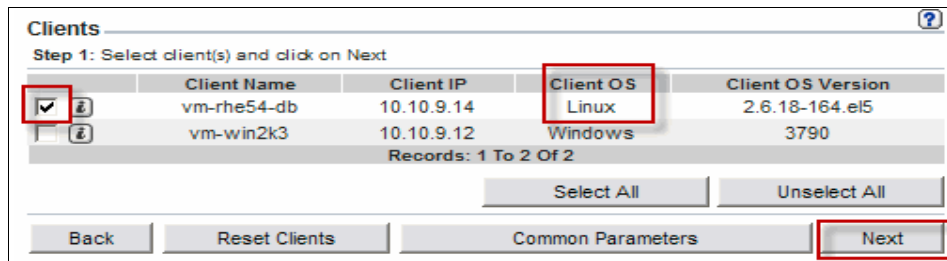 Clients
?
Step 1: Select client(s) and click on Next
Client Name Client IP Client OS Client OS Version
i vm-rhe54-db 10.10.9.14 Linux 2.6.18-164.el5
i vm-win2k3 10.10.9.12 Windows 3790
Records: 1 To 2 Of 2
Select All Unselect All
Back Reset Clients Common Parameters Next